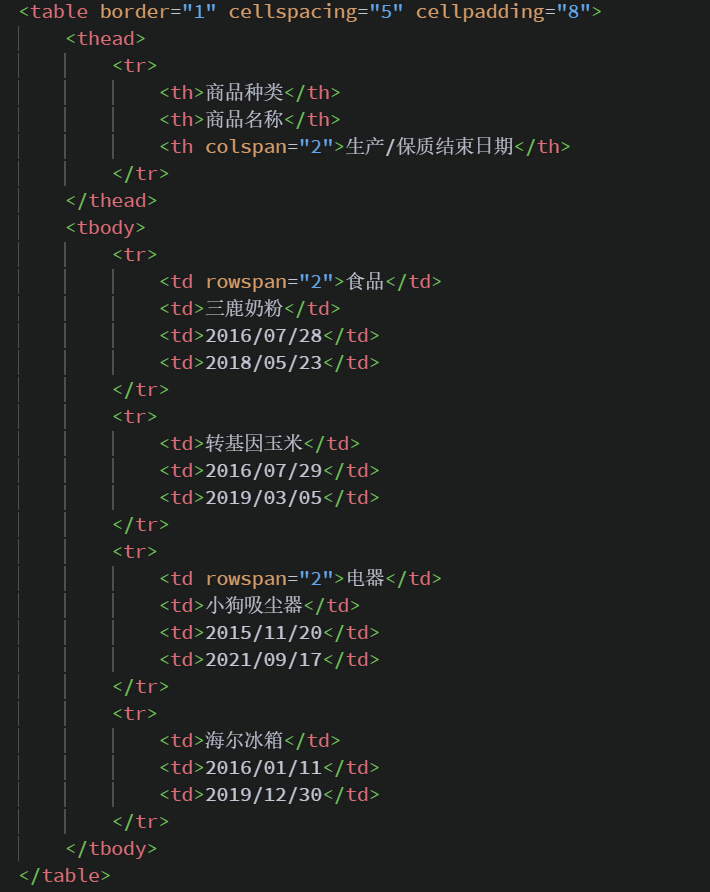 <table border="1" cellspacing="5" cellpadding="8">
    <thead>
        <tr>
            <th>商品种类</th>
            <th>商品名称</th>
            <th colspan="2">生产/保质结束日期</th>
        </tr>
    </thead>
    <tbody>
        <tr>
            <td rowspan="2">食品</td>
            <td>三鹿奶粉</td>
            <td>2016/07/28</td>
            <td>2018/05/23</td>
        </tr>
        <tr>
            <td>转基因玉米</td>
            <td>2016/07/29</td>
            <td>2019/03/05</td>
        </tr>
        <tr>
            <td rowspan="2">电器</td>
            <td>小狗吸尘器</td>
            <td>2015/11/20</td>
            <td>2021/09/17</td>
        </tr>
        <tr>
            <td>海尔冰箱</td>
            <td>2016/01/11</td>
            <td>2019/12/30</td>
        </tr>
    </tbody>
</table>